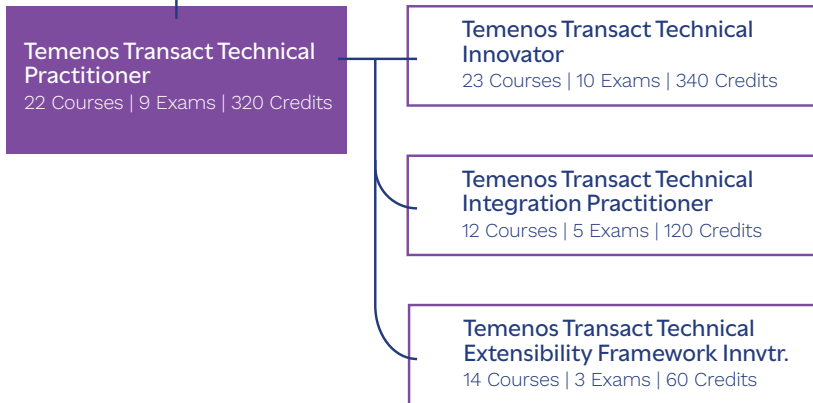 Temenos Transact Technical
Practitioner
22 Courses | 9 Exams | 320 Credits
Temenos Transact Technical
Innovator
23 Courses | 10 Exams | 340 Credits
Temenos Transact Technical
Integration Practitioner
12 Courses | 5 Exams | 120 Credits
Temenos Transact Technical
Extensibility Framework Innvtr.
14 Courses | 3 Exams | 60 Credits